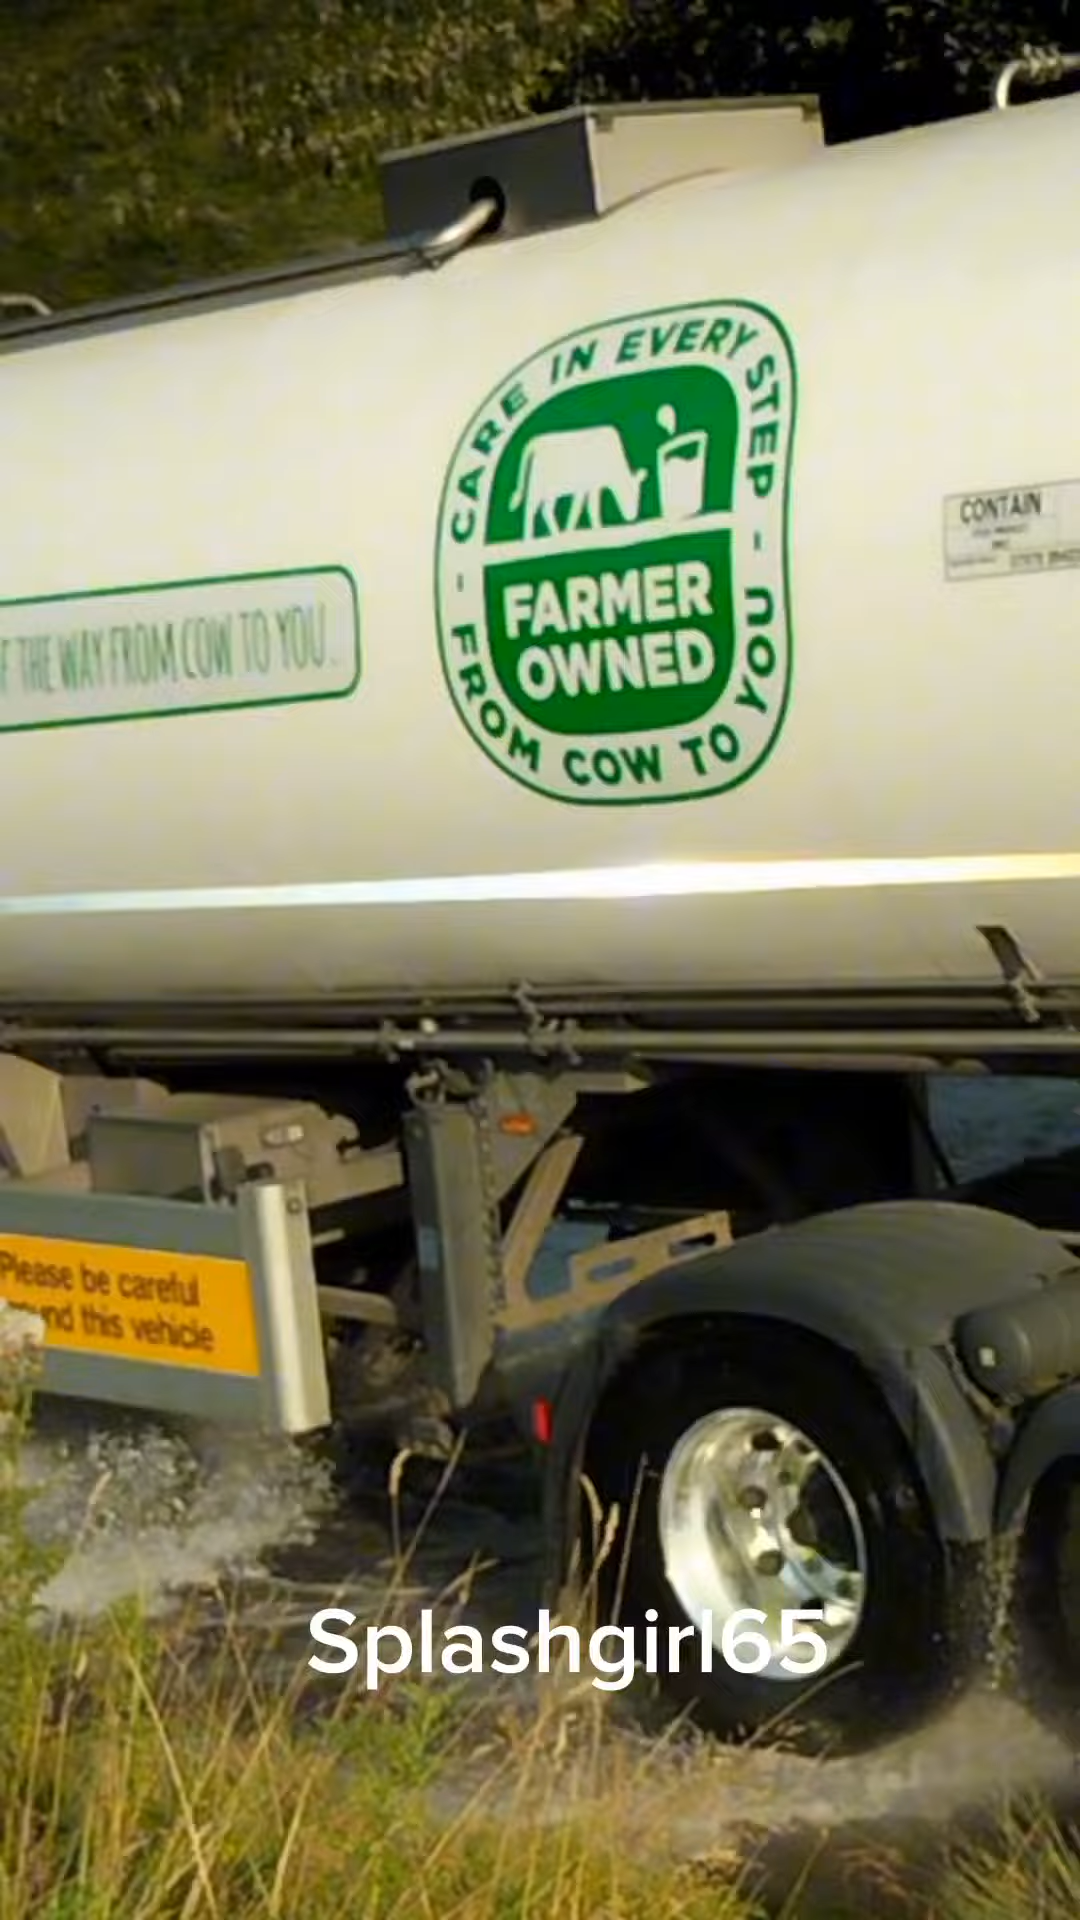 CARE IN EVERY STEP - FROM COW TO YOU -
FARMER
OWNED
THE WAY FROM COW TO YOU...
CONTAIN
Please be careful
this vehicle
Splashgirl65